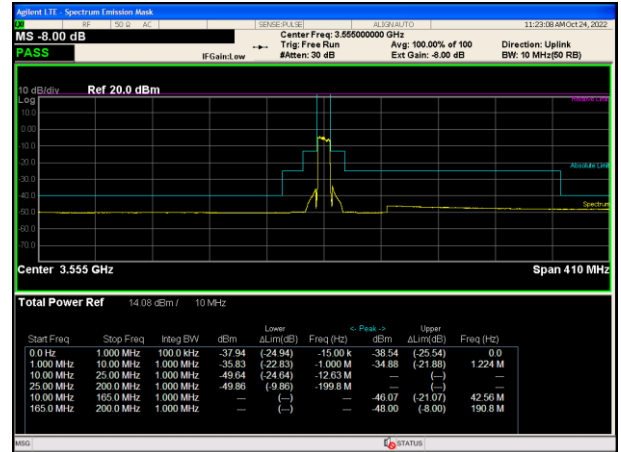 Agilent LTE - Spectrum Emission Mask
RF 50 Ω AC SENSE:PULSE ALIGNAUTO 11:23:08 AM Oct 24, 2022
MS -8.00 dB Center Freq: 3.555000000 GHz
Trig: Free Run Avg: 100.00% of 100 Direction: Uplink
PASS IFGain:Low #Atten: 30 dB Ext Gain: -8.00 dB BW: 10 MHz(50 RB)
10 dB/div Ref 20.0 dBm
Log
Relative Limit
10.0
0.00
-10.0
-20.0
Absolute Limit
-30.0
-40.0
Spectrum
-50.0
-60.0
-70.0
Center 3.555 GHz Span 410 MHz
Total Power Ref 14.08 dBm / 10 MHz
Lower <- Peak -> Upper
Start Freq Stop Freq Integ BW dBm ΔLim(dB) Freq (Hz) dBm ΔLim(dB) Freq (Hz)
0.0 Hz 1.000 MHz 100.0 kHz -37.94 (-24.94) -15.00 k -38.54 (-25.54) 0.0
1.000 MHz 10.00 MHz 1.000 MHz -35.83 (-22.83) -1.000 M -34.88 (-21.88) 1.224 M
10.00 MHz 25.00 MHz 1.000 MHz -49.64 (-24.64) -12.63 M --- (---) ---
25.00 MHz 200.0 MHz 1.000 MHz -49.86 (-9.86) -199.8 M --- (---) ---
10.00 MHz 165.0 MHz 1.000 MHz --- (---) --- -46.07 (-21.07) 42.56 M
165.0 MHz 200.0 MHz 1.000 MHz --- (---) --- -48.00 (-8.00) 190.8 M
MSG STATUS